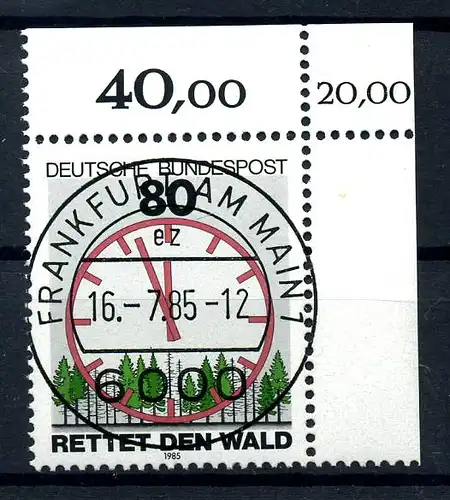 40,00
20,00
DEUTSCHE BUNDESPOST
80
FRANKFURT AM MAIN 1
ez
16.-7.85-12
6000
RETTET DEN WALD
1985